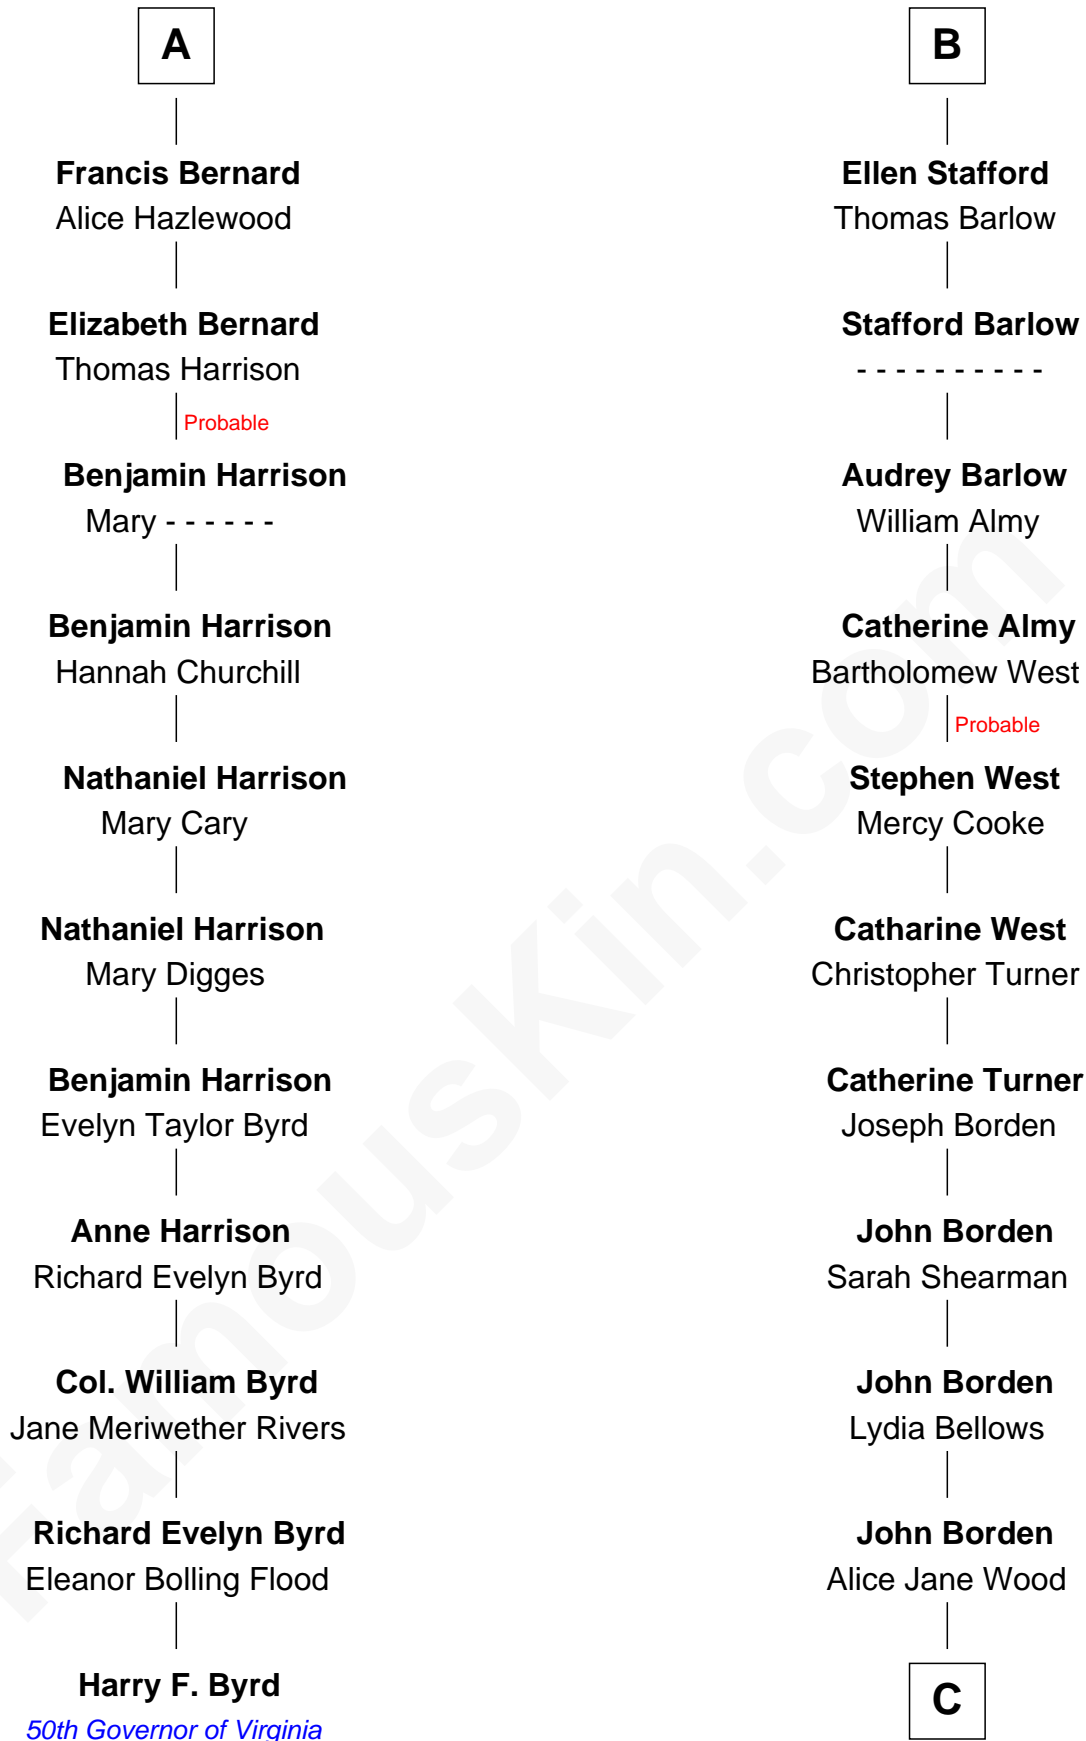 A
Francis Bernard
Alice Hazlewood
Elizabeth Bernard
Thomas Harrison
Probable
Benjamin Harrison
Mary - - - - - -
Benjamin Harrison
Hannah Churchill
Nathaniel Harrison
Mary Cary
Nathaniel Harrison
Mary Digges
Benjamin Harrison
Evelyn Taylor Byrd
Anne Harrison
Richard Evelyn Byrd
Col. William Byrd
Jane Meriwether Rivers
Richard Evelyn Byrd
Eleanor Bolling Flood
Harry F. Byrd
50th Governor of Virginia
B
Ellen Stafford
Thomas Barlow
Stafford Barlow
- - - - - - - - - -
Audrey Barlow
William Almy
Catherine Almy
Bartholomew West
Probable
Stephen West
Mercy Cooke
Catharine West
Christopher Turner
Catherine Turner
Joseph Borden
John Borden
Sarah Shearman
John Borden
Lydia Bellows
John Borden
Alice Jane Wood
C
FamousKin.com